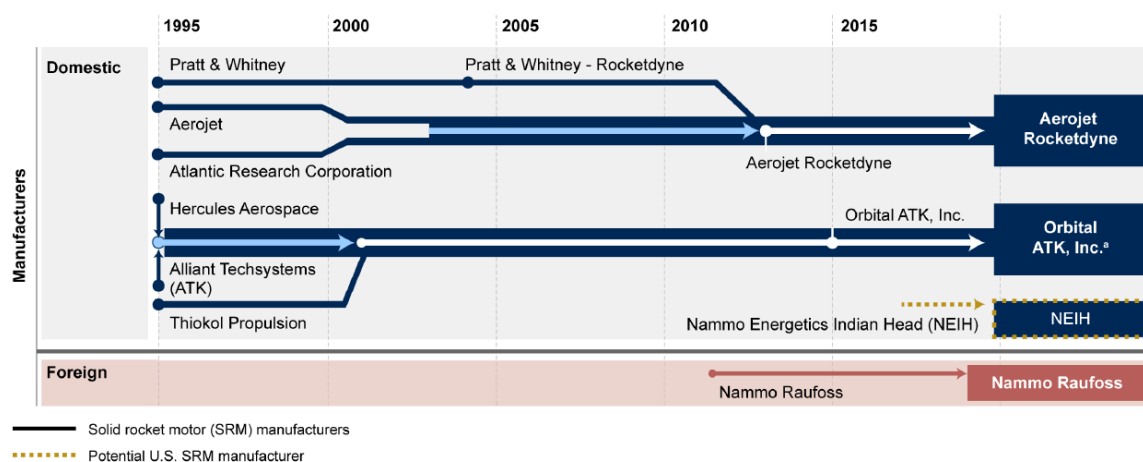 1995 2000 2005 2010 2015
Manufacturers
Domestic
Pratt & Whitney
Pratt & Whitney - Rocketdyne
Aerojet
Atlantic Research Corporation
Aerojet Rocketdyne
Aerojet
Rocketdyne
Hercules Aerospace
Orbital ATK, Inc.
Orbital
ATK, Inc.ª
Alliant Techsystems
(ATK)
Thiokol Propulsion
Nammo Energetics Indian Head (NEIH)
NEIH
Foreign
Nammo Raufoss
Nammo Raufoss
Solid rocket motor (SRM) manufacturers
Potential U.S. SRM manufacturer